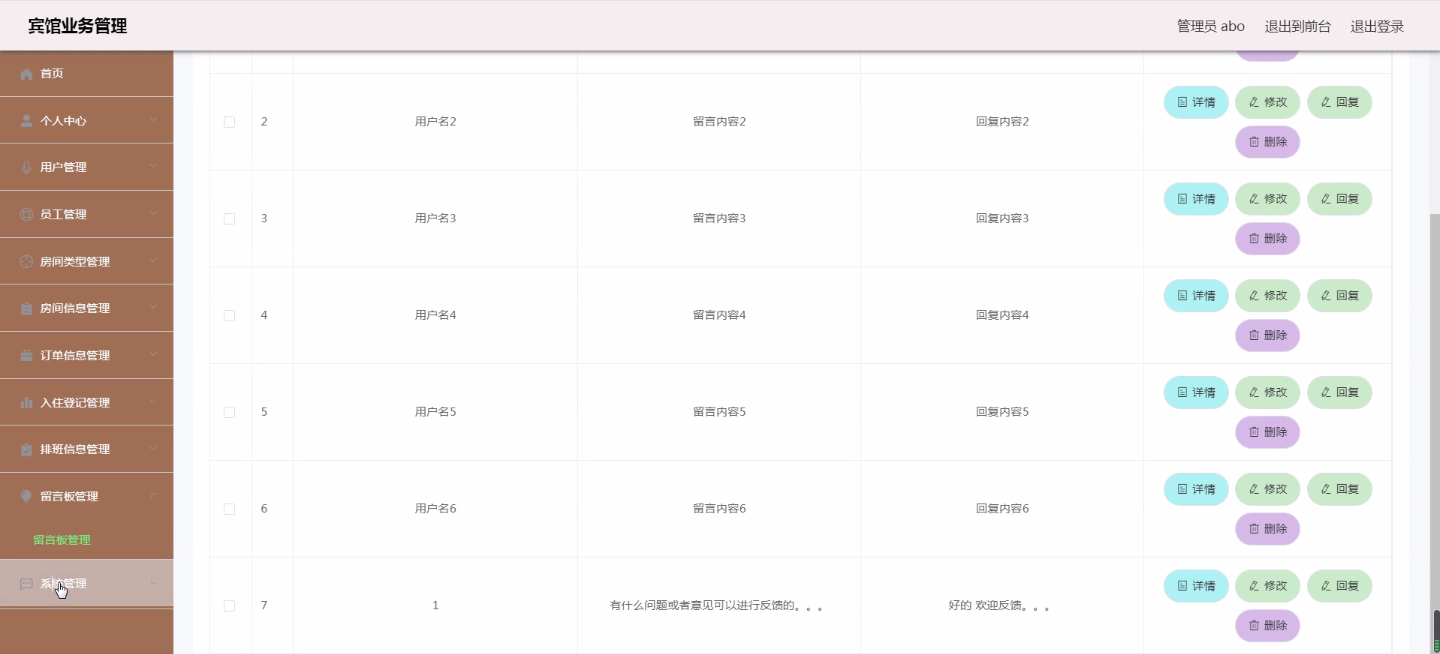 宾馆业务管理
管理员 abo 退出到前台 退出登录
首页
个人中心
用户管理
员工管理
房间类型管理
房间信息管理
订单信息管理
入住登记管理
排班信息管理
留言板管理
留言板管理
系统管理
2 用户名2 留言内容2 回复内容2 详情 修改 回复
删除
3 用户名3 留言内容3 回复内容3 详情 修改 回复
删除
4 用户名4 留言内容4 回复内容4 详情 修改 回复
删除
5 用户名5 留言内容5 回复内容5 详情 修改 回复
删除
6 用户名6 留言内容6 回复内容6 详情 修改 回复
删除
7 1 有什么问题或者意见可以进行反馈的。。。 好的 欢迎反馈。。。 详情 修改 回复
删除